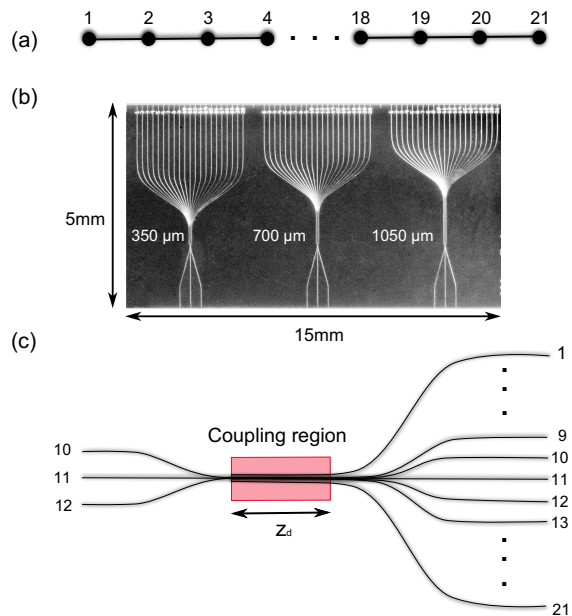 (a)
1 2 3 4 . . . 18 19 20 21
(b)
5mm
350 µm 700 µm 1050 µm
15mm
(c)
1
Coupling region
9
10 10
11 11
12 12
13
zd
21